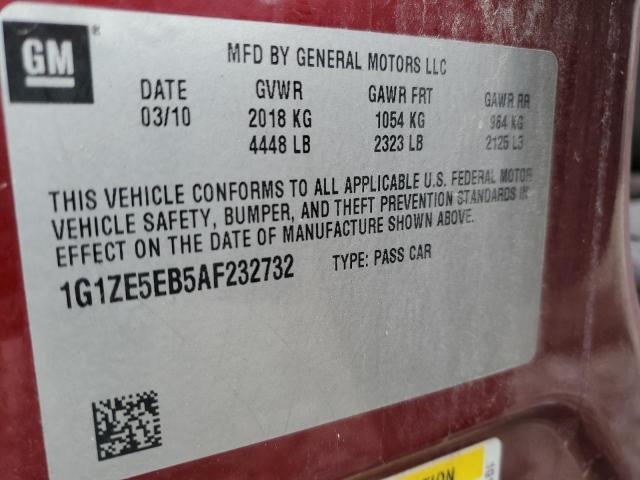 GM
MFD BY GENERAL MOTORS LLC
DATE GVWR GAWR FRT GAWR RR
03/10 2018 KG 1054 KG 964 KG
4448 LB 2323 LB 2125 LB
THIS VEHICLE CONFORMS TO ALL APPLICABLE U.S. FEDERAL MOTOR
VEHICLE SAFETY, BUMPER, AND THEFT PREVENTION STANDARDS IN
EFFECT ON THE DATE OF MANUFACTURE SHOWN ABOVE.
1G1ZE5EB5AF232732 TYPE: PASS CAR